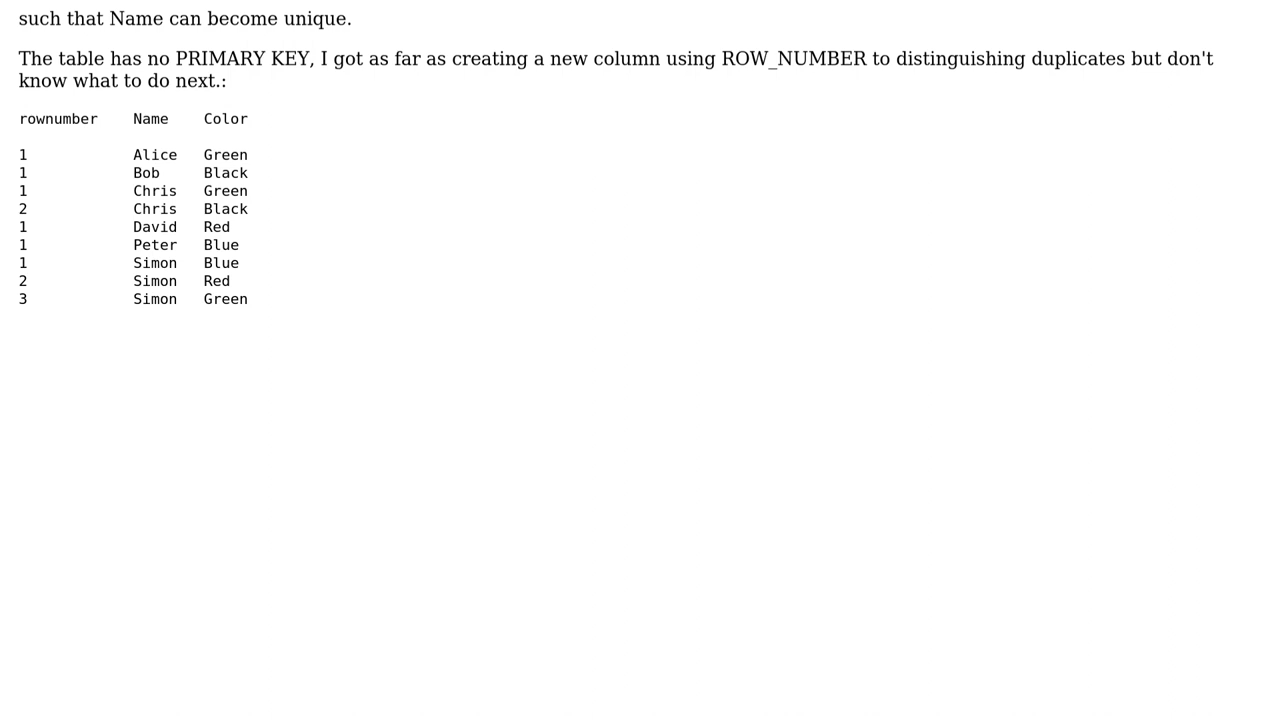 such that Name can become unique.
The table has no PRIMARY KEY, I got as far as creating a new column using ROW_NUMBER to distinguishing duplicates but don't
know what to do next.:
rownumber    Name    Color
1            Alice   Green
1            Bob     Black
1            Chris   Green
2            Chris   Black
1            David   Red
1            Peter   Blue
1            Simon   Blue
2            Simon   Red
3            Simon   Green